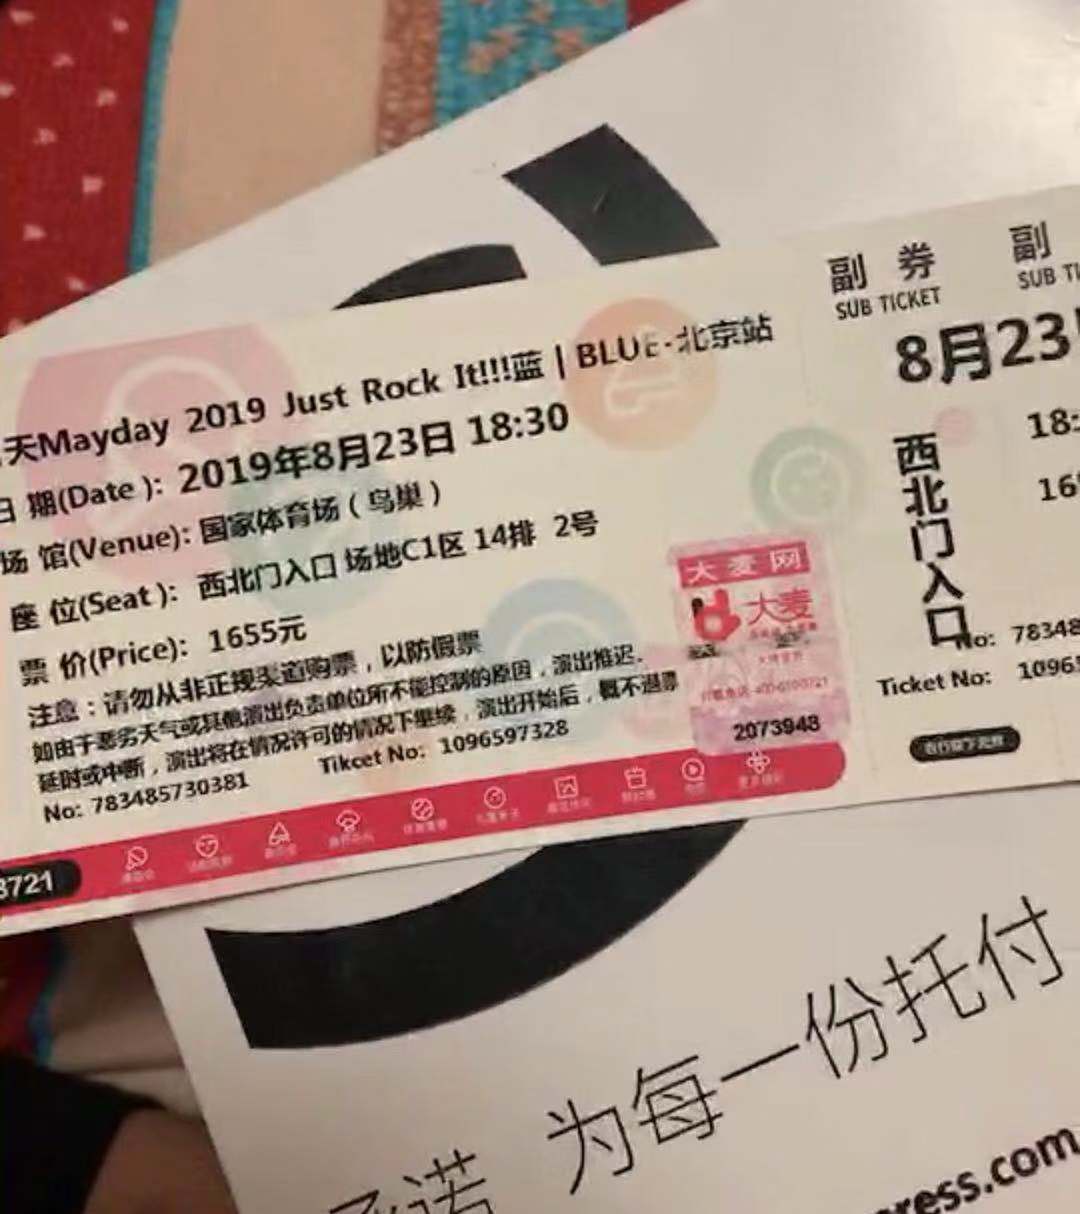 天Mayday 2019 Just Rock It!!!蓝 | BLUE-北京站
日 期(Date ): 2019年8月23日 18:30
场 馆(Venue): 国家体育场（鸟巢）
座 位(Seat ): 西北门入口 场地C1区 14排 2号
票 价(Price): 1655元
注意：请勿从非正规渠道购票，以防假票
如由于恶劣天气或其他演出负责单位所不能控制的原因，演出推迟、
延时或中断，演出将在情况许可的情况下继续，演出开始后，概不退票
No: 783485730381 Tikcet No: 1096597328
大麦网
大麦
2073948
8721
副 券
SUB TICKET
副
SUB
8月23
西北门入口
18:
16
No: 78348
Ticket No: 10965
承诺 为每一份托付
ress.com